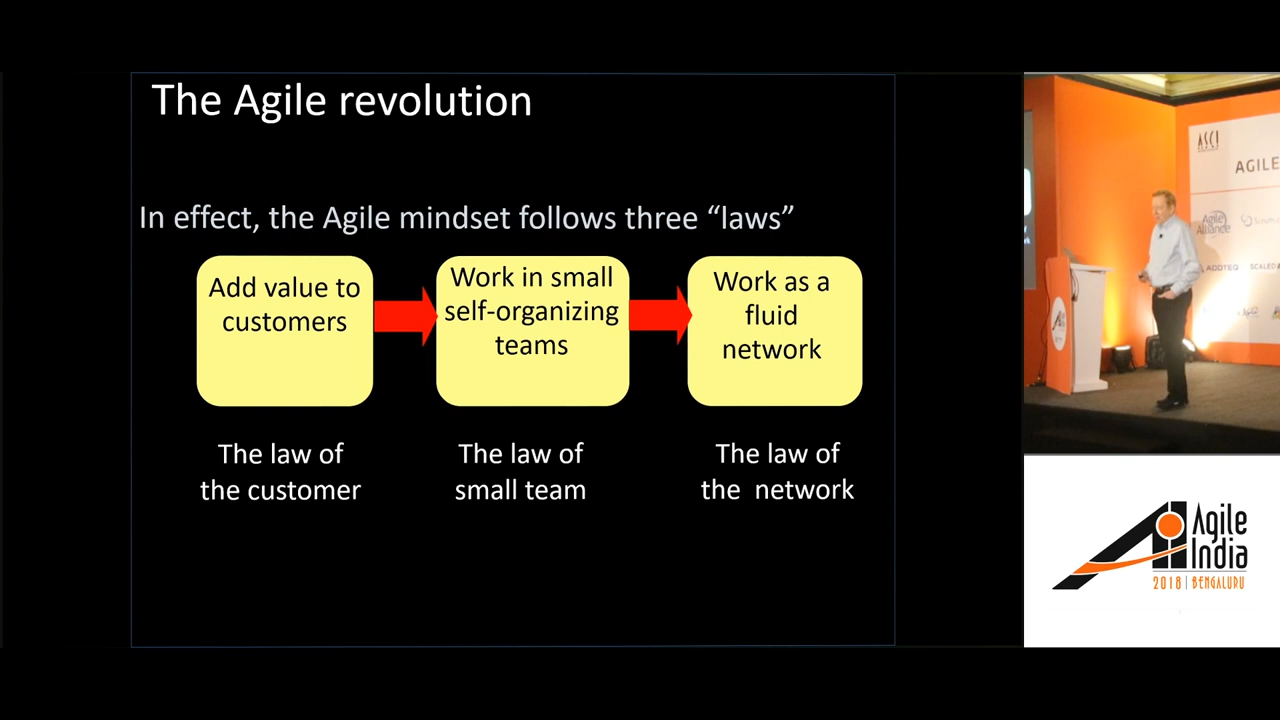 The Agile revolution
In effect, the Agile mindset follows three “laws”
Add value to
customers
Work in small
self-organizing
teams
Work as a
fluid
network
The law of
the customer
The law of
small team
The law of
the  network
ASCI
AGILE
Agile
Alliance
ADDTEQ
SCALED
Agile
India
2018 | BENGALURU